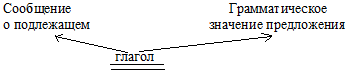 Сообщение
о подлежащем
Грамматическое
значение предложения
глагол